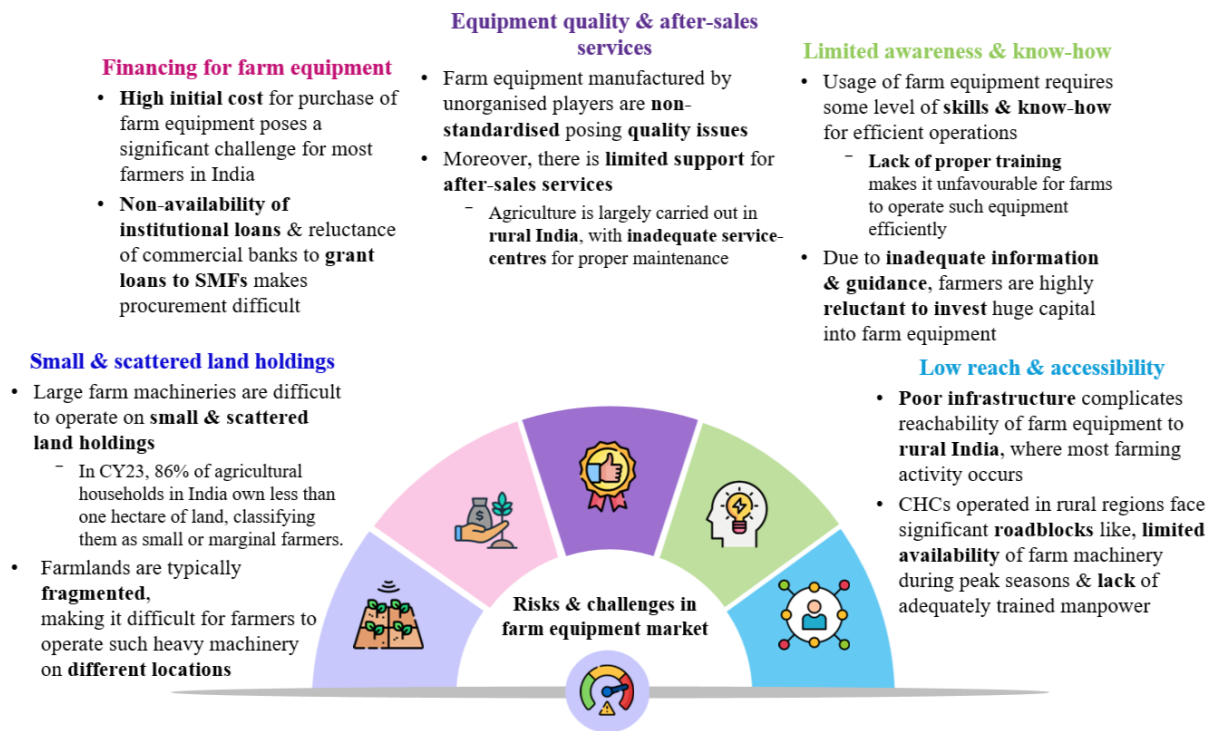 Equipment quality & after-sales
services
Financing for farm equipment
• High initial cost for purchase of
farm equipment poses a
significant challenge for most
farmers in India
• Non-availability of
institutional loans & reluctance
of commercial banks to grant
loans to SMFs makes
procurement difficult
• Farm equipment manufactured by
unorganised players are non-
standardised posing quality issues
• Moreover, there is limited support for
after-sales services
– Agriculture is largely carried out in
rural India, with inadequate service-
centres for proper maintenance
Limited awareness & know-how
• Usage of farm equipment requires
some level of skills & know-how
for efficient operations
– Lack of proper training
makes it unfavourable for farms
to operate such equipment
efficiently
• Due to inadequate information
& guidance, farmers are highly
reluctant to invest huge capital
into farm equipment
Small & scattered land holdings
• Large farm machineries are difficult
to operate on small & scattered
land holdings
– In CY23, 86% of agricultural
households in India own less than
one hectare of land, classifying
them as small or marginal farmers.
• Farmlands are typically
fragmented,
making it difficult for farmers to
operate such heavy machinery
on different locations
Low reach & accessibility
• Poor infrastructure complicates
reachability of farm equipment to
rural India, where most farming
activity occurs
• CHCs operated in rural regions face
significant roadblocks like, limited
availability of farm machinery
during peak seasons & lack of
adequately trained manpower
Risks & challenges in
farm equipment market
$